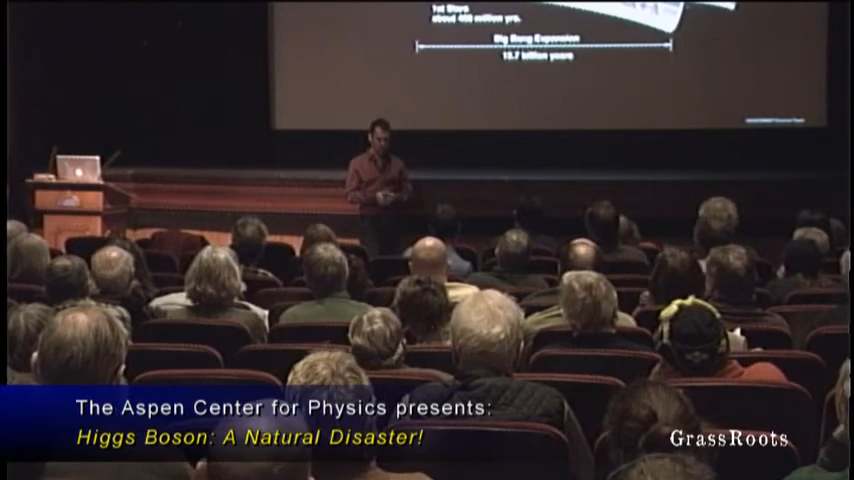 1st Stars
about 400 million yrs.
Big Bang Expansion
13.7 billion years
The Aspen Center for Physics presents:
Higgs Boson: A Natural Disaster!
GrassRoots